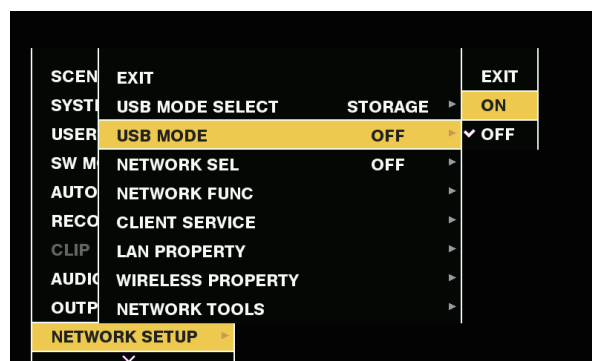 SCEN EXIT EXIT
SYST USB MODE SELECT STORAGE ON
USER USB MODE OFF OFF
SW M NETWORK SEL OFF
AUTO NETWORK FUNC
RECO CLIENT SERVICE
CLIP LAN PROPERTY
AUDIO WIRELESS PROPERTY
OUTP NETWORK TOOLS
NETWORK SETUP